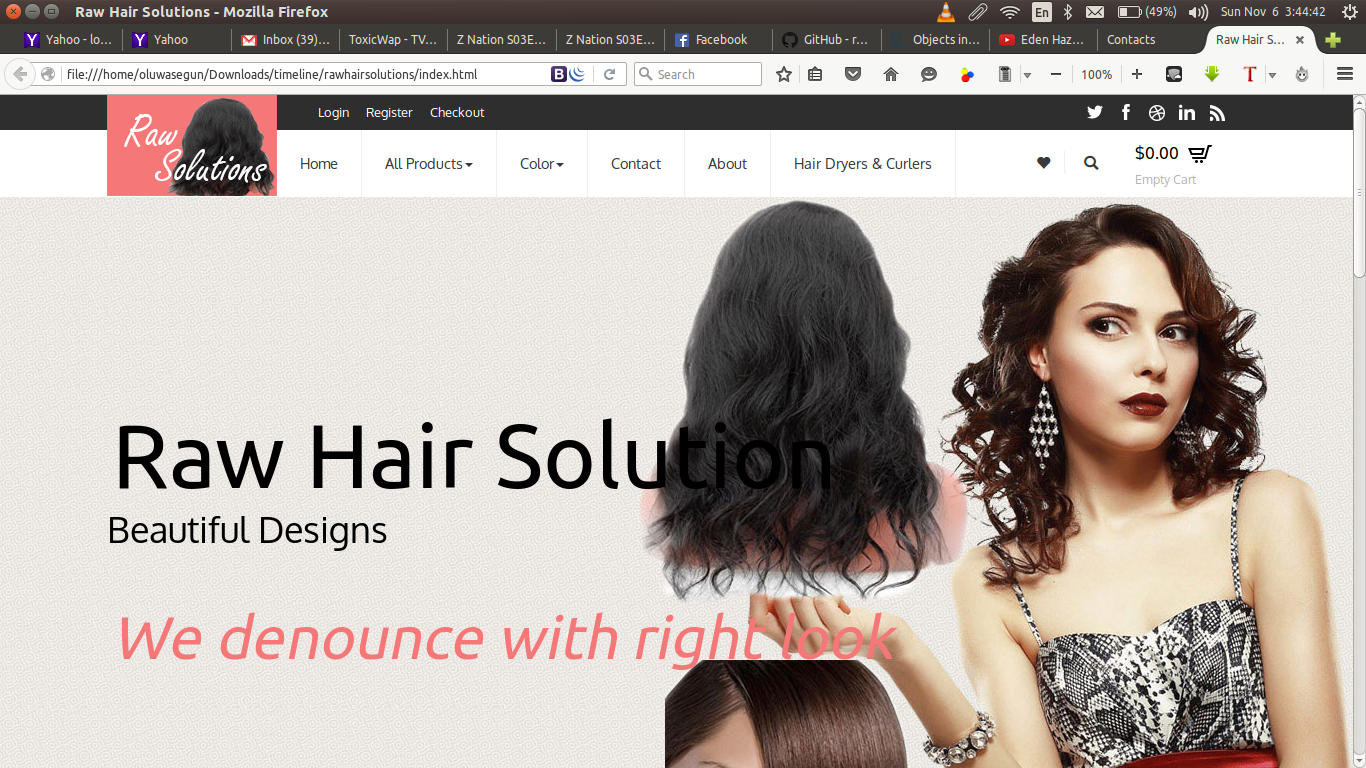 Raw Hair Solutions - Mozilla Firefox
En
(49%)
Sun Nov 6 3:44:42
Yahoo - lo...
Yahoo
Inbox (39)...
ToxicWap - TV...
Z Nation S03E...
Z Nation S03E...
Facebook
GitHub - r...
Objects in...
Eden Haz...
Contacts
Raw Hair S...
file:///home/oluwasegun/Downloads/timeline/rawhairsolutions/index.html
B
Search
100%
T
Login
Register
Checkout
Raw
Solutions
Home
All Products
Color
Contact
About
Hair Dryers & Curlers
$0.00
Empty Cart
Raw Hair Solution
Beautiful Designs
We denounce with right look